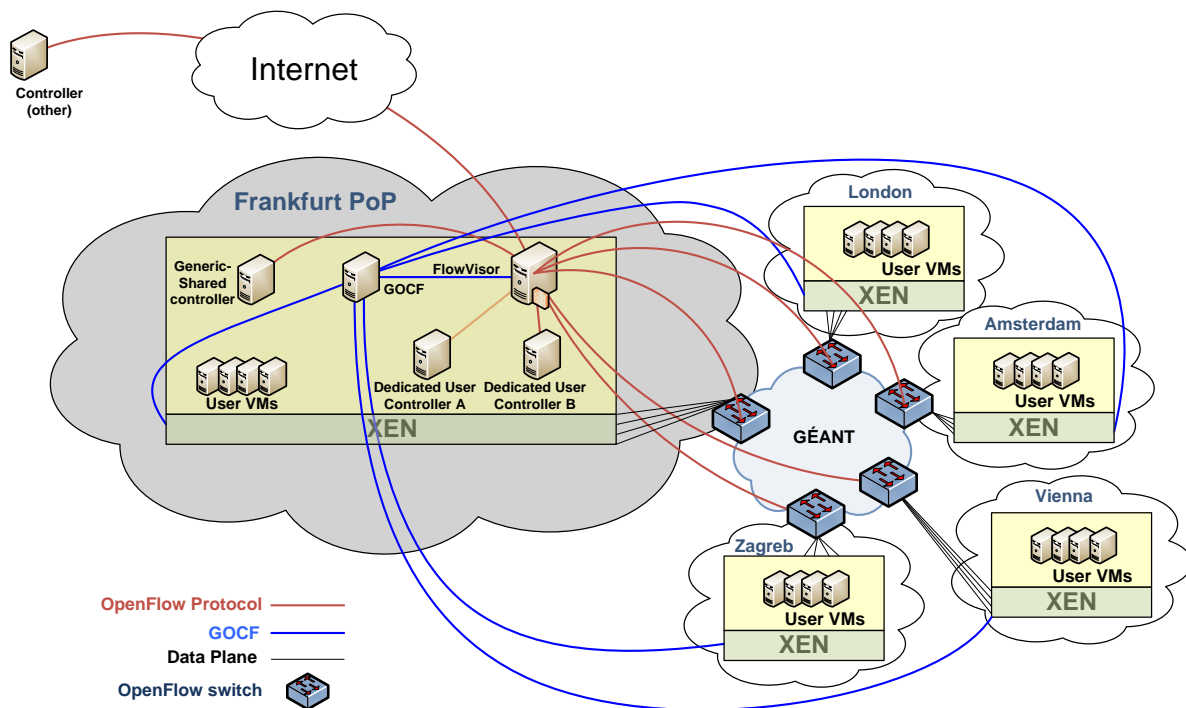 Internet
Controller
(other)
Frankfurt PoP
Generic-
Shared
controller
GOCF
FlowVisor
User VMs
Dedicated User
Controller A
Dedicated User
Controller B
XEN
London
User VMs
XEN
Amsterdam
User VMs
XEN
GÉANT
Vienna
User VMs
XEN
Zagreb
User VMs
XEN
OpenFlow Protocol
GOCF
Data Plane
OpenFlow switch